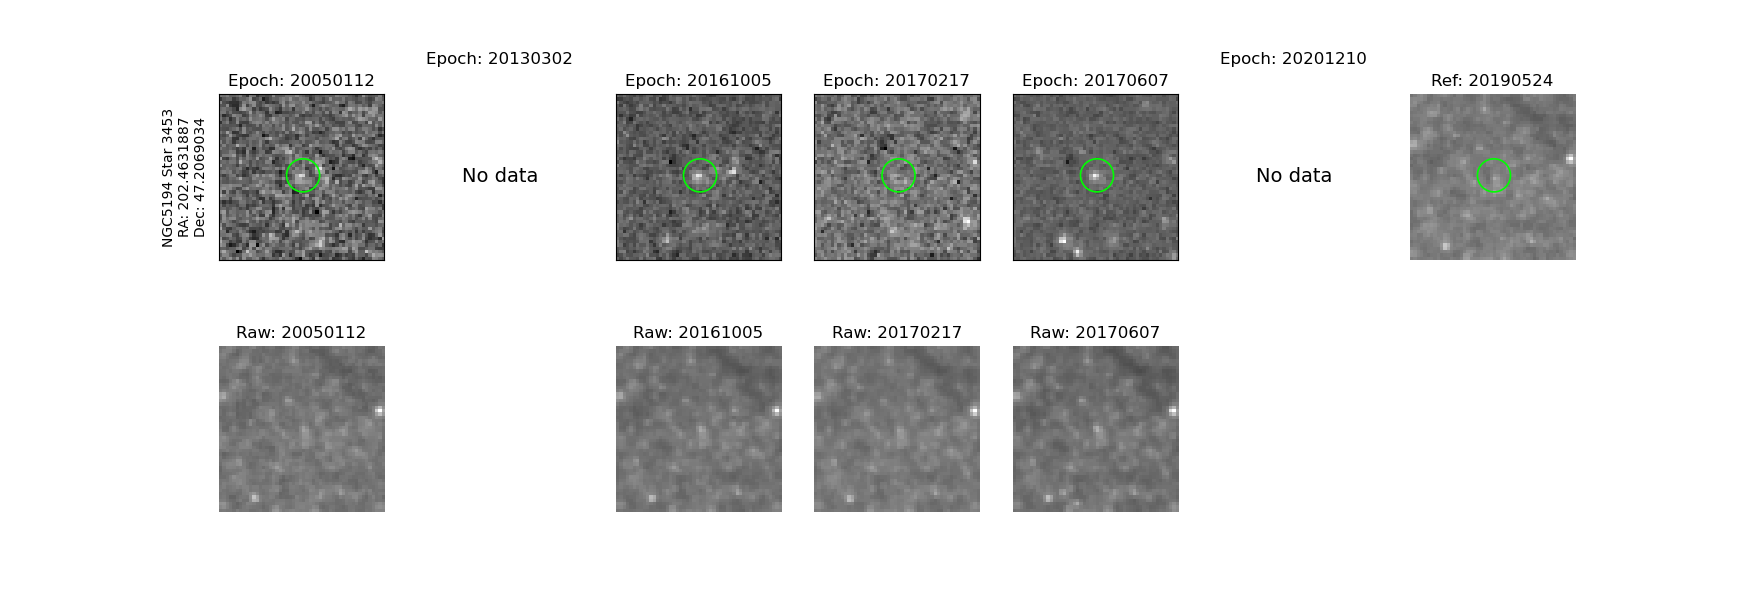 Epoch: 20130302
Epoch: 20201210
Epoch: 20050112
Epoch: 20161005
Epoch: 20170217
Epoch: 20170607
Ref: 20190524
NGC5194 Star 3453
RA: 202.4631887
Dec: 47.2069034
No data
No data
Raw: 20050112
Raw: 20161005
Raw: 20170217
Raw: 20170607